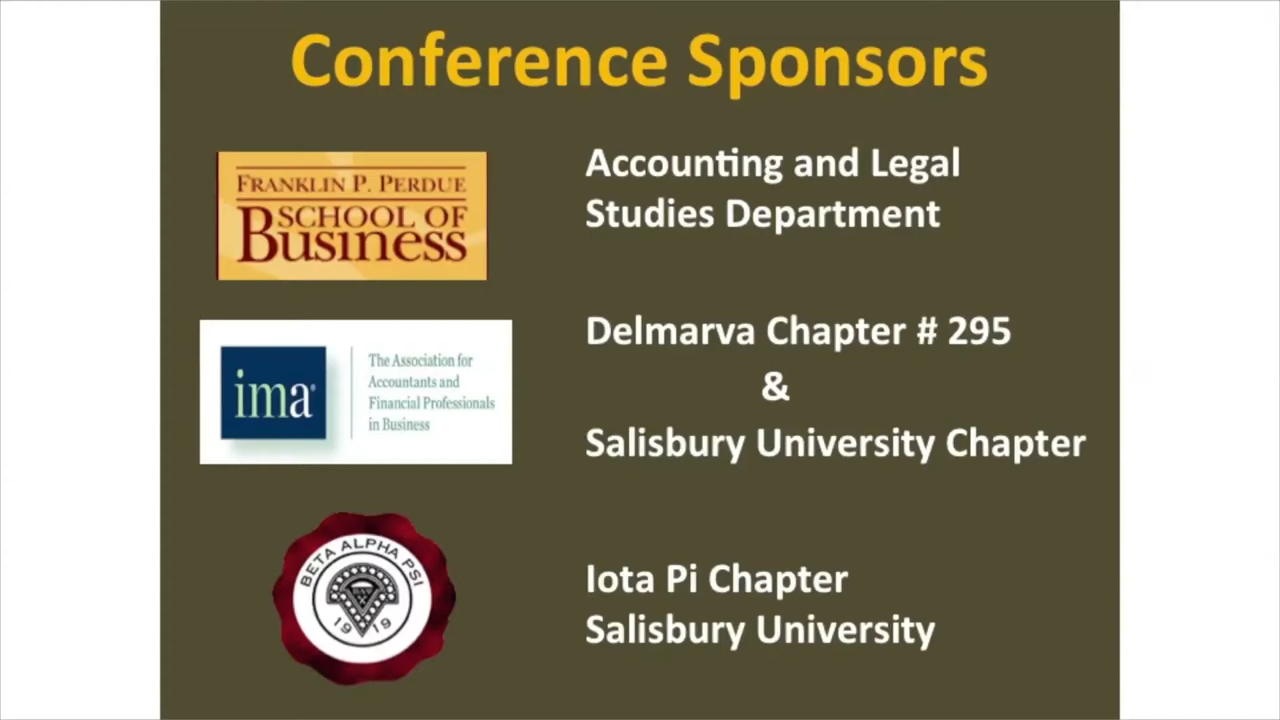 Conference Sponsors
FRANKLIN P. PERDUE
SCHOOL OF
Business
Accounting and Legal
Studies Department
ima®
The Association for
Accountants and
Financial Professionals
in Business
Delmarva Chapter # 295
&
Salisbury University Chapter
BETA ALPHA PSI
1919
Iota Pi Chapter
Salisbury University